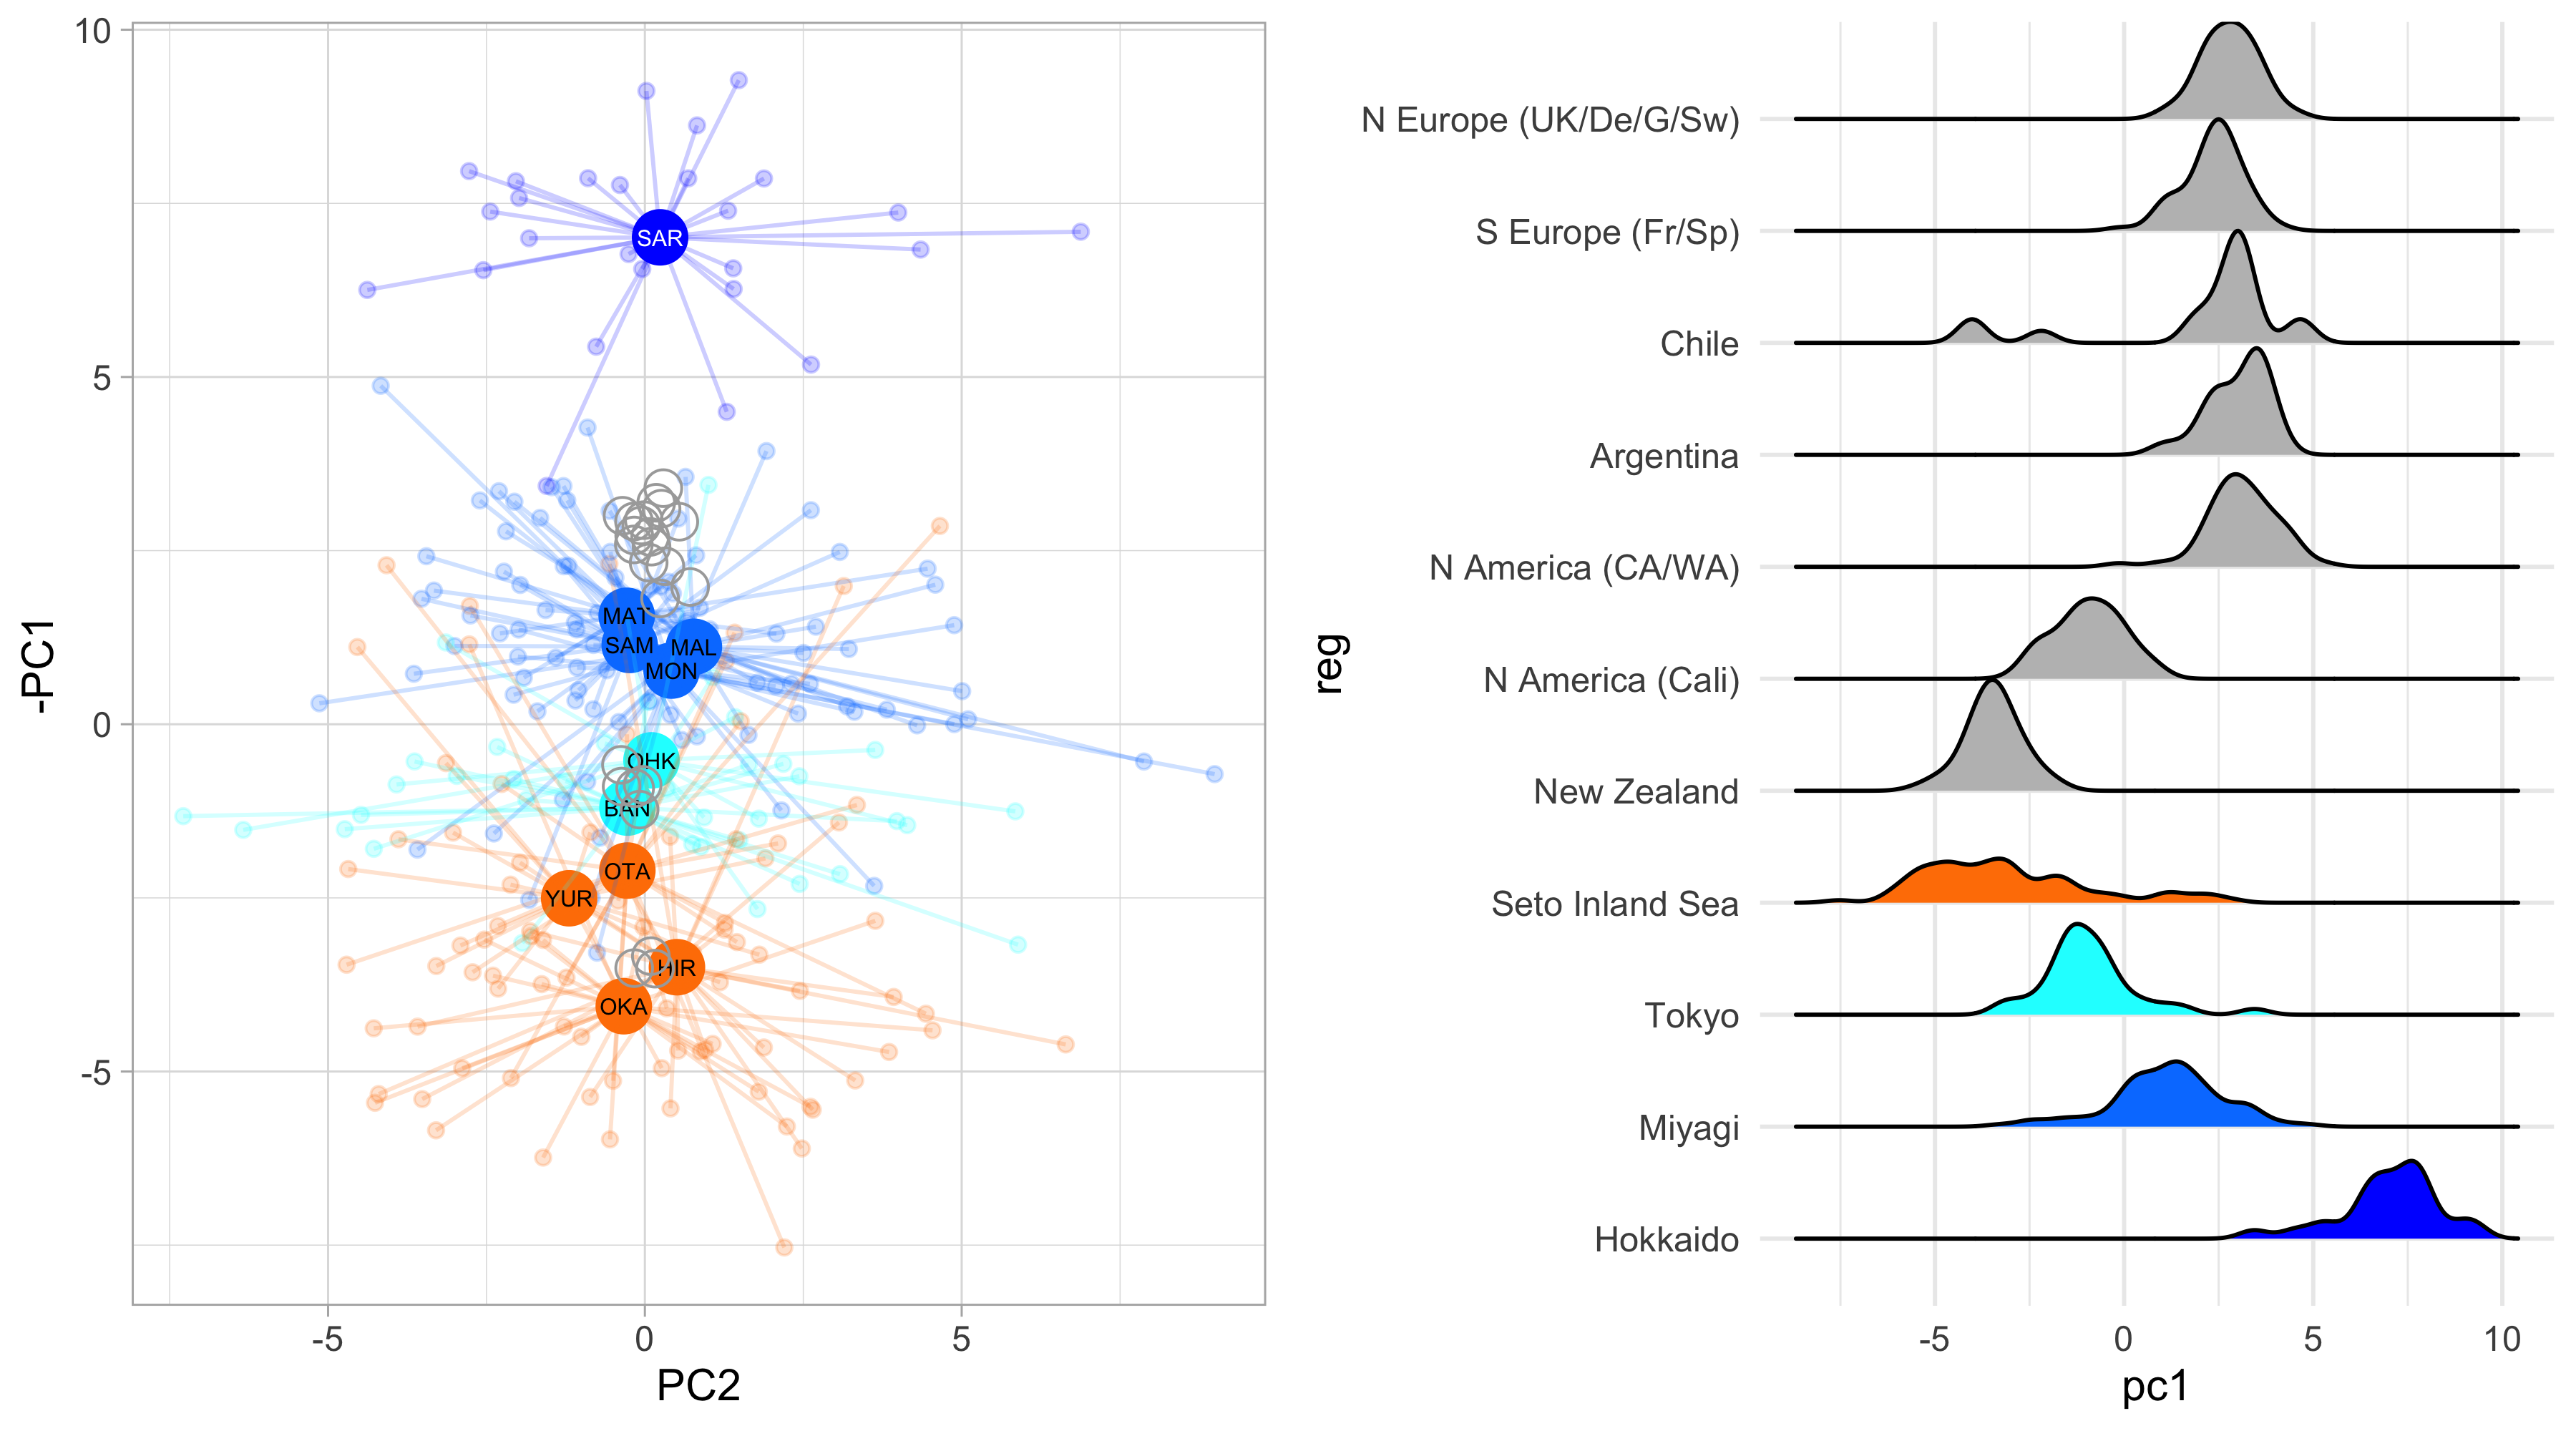 10
5
0
-5
-PC1
SAR
MAT
SAM
MAL
MON
OHK
BAN
OTA
YUR
HIR
OKA
-5
0
5
PC2
reg
N Europe (UK/De/G/Sw)
S Europe (Fr/Sp)
Chile
Argentina
N America (CA/WA)
N America (Cali)
New Zealand
Seto Inland Sea
Tokyo
Miyagi
Hokkaido
-5
0
5
10
pc1